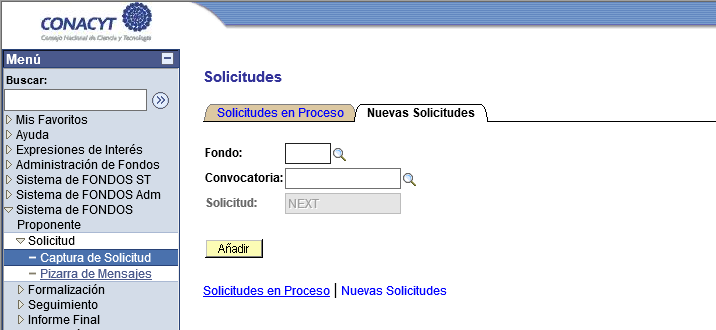 CONACYT
Consejo Nacional de Ciencia y Tecnología
Menú
Buscar:
Mis Favoritos
Ayuda
Expresiones de Interés
Administración de Fondos
Sistema de FONDOS ST
Sistema de FONDOS Adm
Sistema de FONDOS
Proponente
Solicitud
Captura de Solicitud
Pizarra de Mensajes
Formalización
Seguimiento
Informe Final
Solicitudes
Solicitudes en Proceso Nuevas Solicitudes
Fondo:
Convocatoria:
Solicitud: NEXT
Añadir
Solicitudes en Proceso | Nuevas Solicitudes